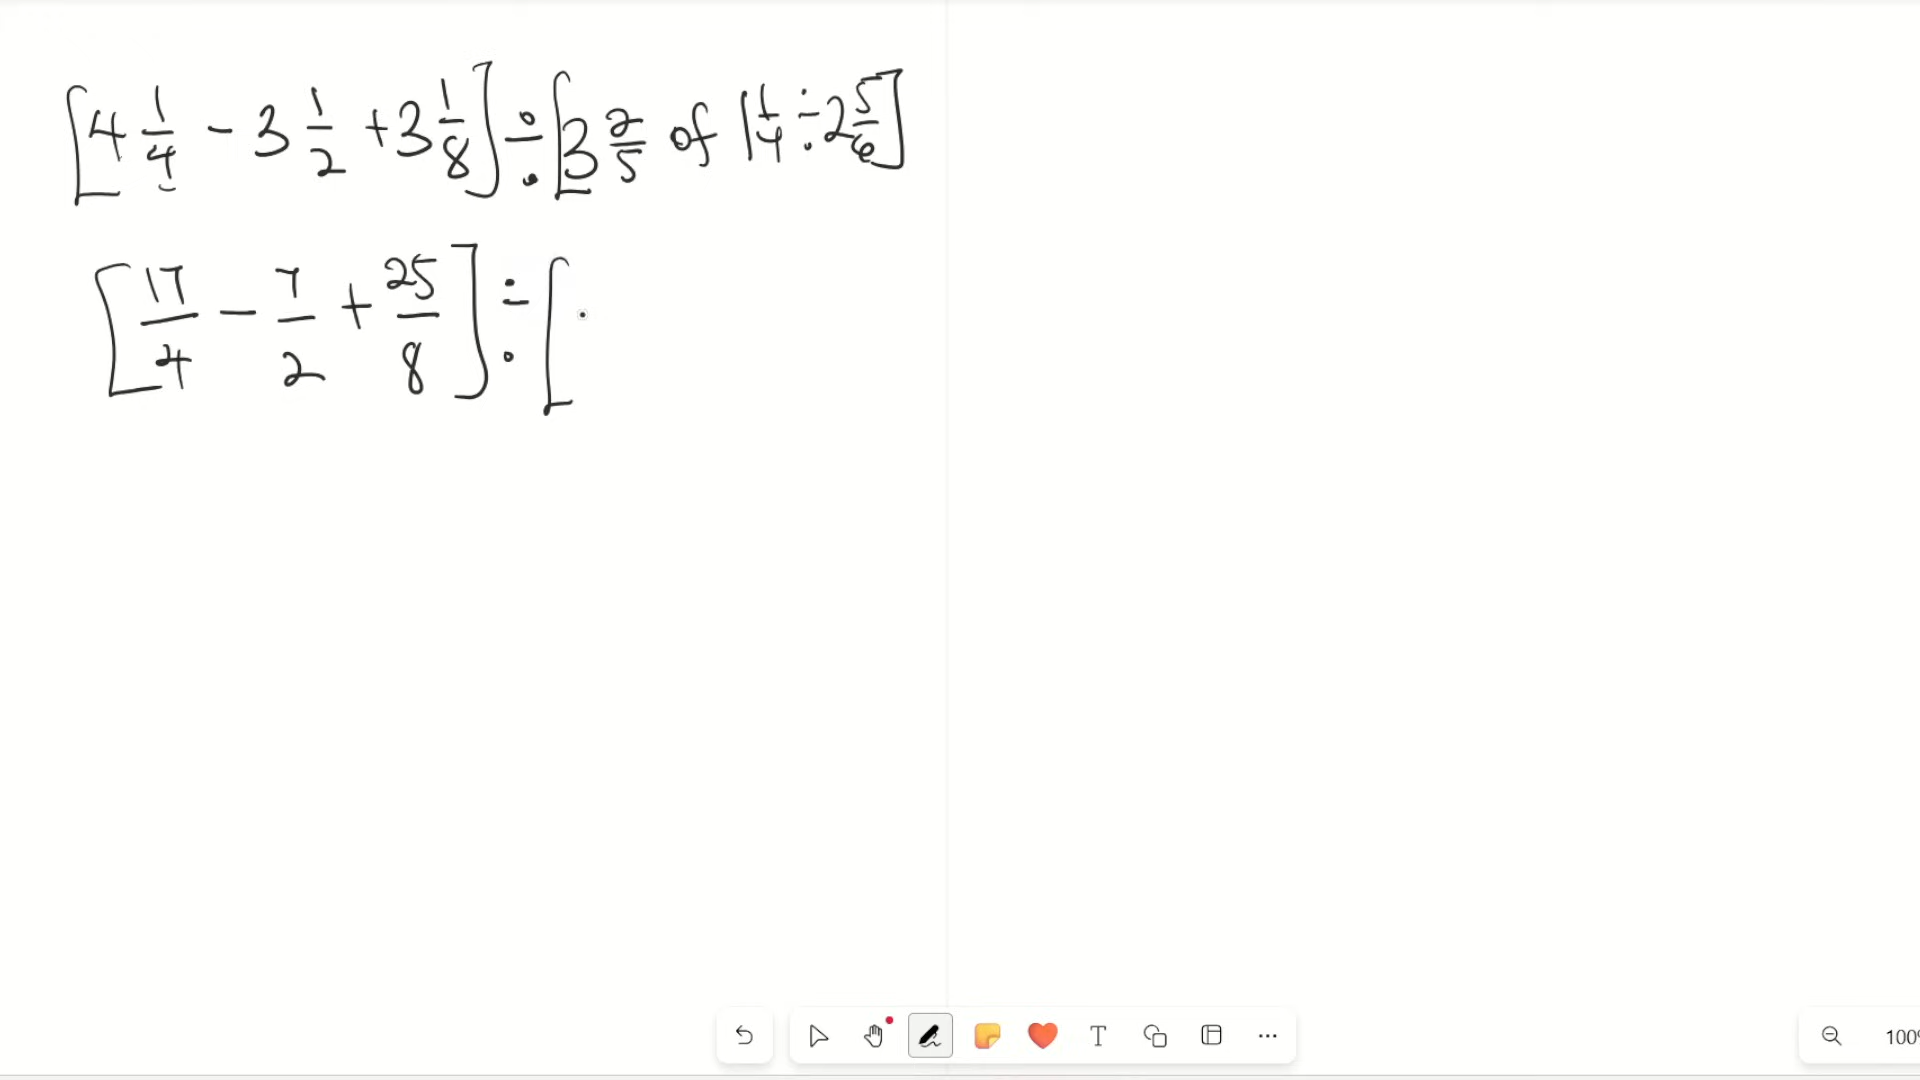 [4 1/4 - 3 1/2 + 3 1/8] ÷ [3 2/5 of 1 1/4 ÷ 2 5/6]
[17/4 - 7/2 + 25/8] ÷ [
T
100%